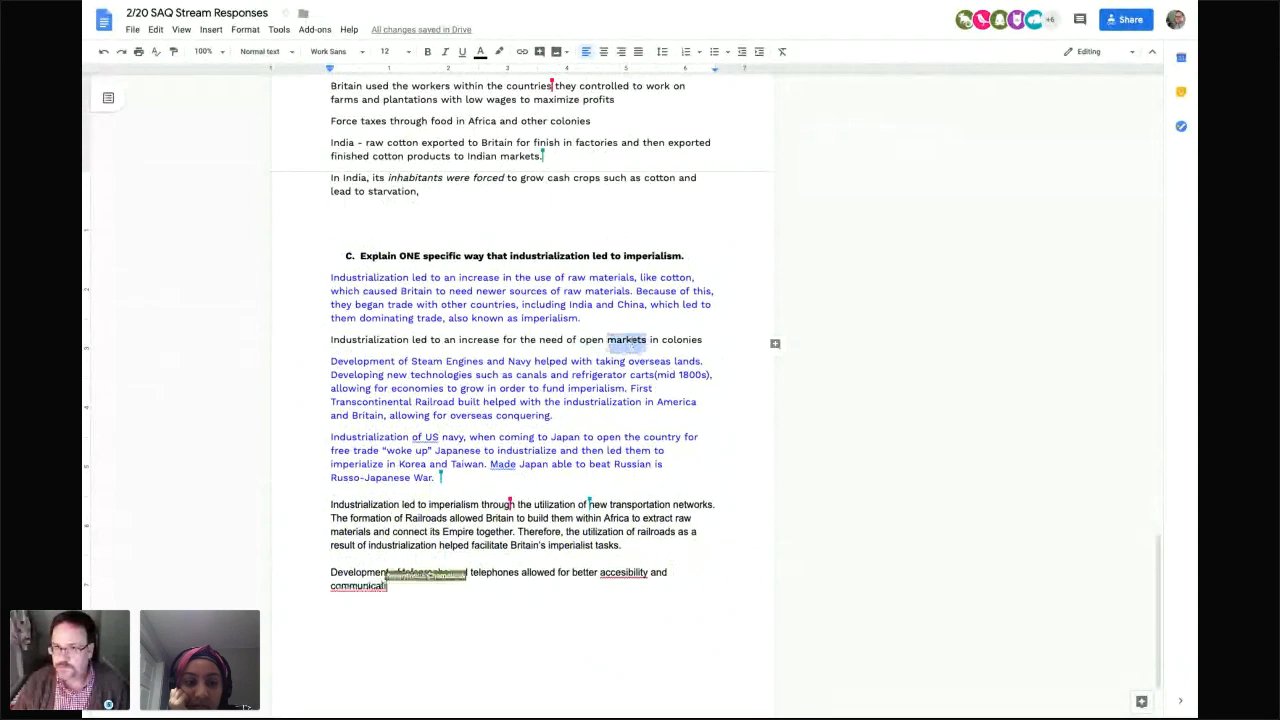 2/20 SAQ Stream Responses
File Edit View Insert Format Tools Add-ons Help All changes saved in Drive
+6
Share
100% Normal text Work Sans 12 B I U A Editing
1 1 2 3 4 5 6 7
Britain used the workers within the countries they controlled to work on
farms and plantations with low wages to maximize profits
Force taxes through food in Africa and other colonies
India - raw cotton exported to Britain for finish in factories and then exported
finished cotton products to Indian markets.
In India, its inhabitants were forced to grow cash crops such as cotton and
lead to starvation,
C. Explain ONE specific way that industrialization led to imperialism.
Industrialization led to an increase in the use of raw materials, like cotton,
which caused Britain to need newer sources of raw materials. Because of this,
they began trade with other countries, including India and China, which led to
them dominating trade, also known as imperialism.
Industrialization led to an increase for the need of open markets in colonies
Development of Steam Engines and Navy helped with taking overseas lands.
Developing new technologies such as canals and refrigerator carts(mid 1800s),
allowing for economies to grow in order to fund imperialism. First
Transcontinental Railroad built helped with the industrialization in America
and Britain, allowing for overseas conquering.
Industrialization of US navy, when coming to Japan to open the country for
free trade “woke up” Japanese to industrialize and then led them to
imperialize in Korea and Taiwan. Made Japan able to beat Russian is
Russo-Japanese War.
Industrialization led to imperialism through the utilization of new transportation networks.
The formation of Railroads allowed Britain to build them within Africa to extract raw
materials and connect its Empire together. Therefore, the utilization of railroads as a
result of industrialization helped facilitate Britain's imperialist tasks.
Development telephones allowed for better accesibility and
communicati